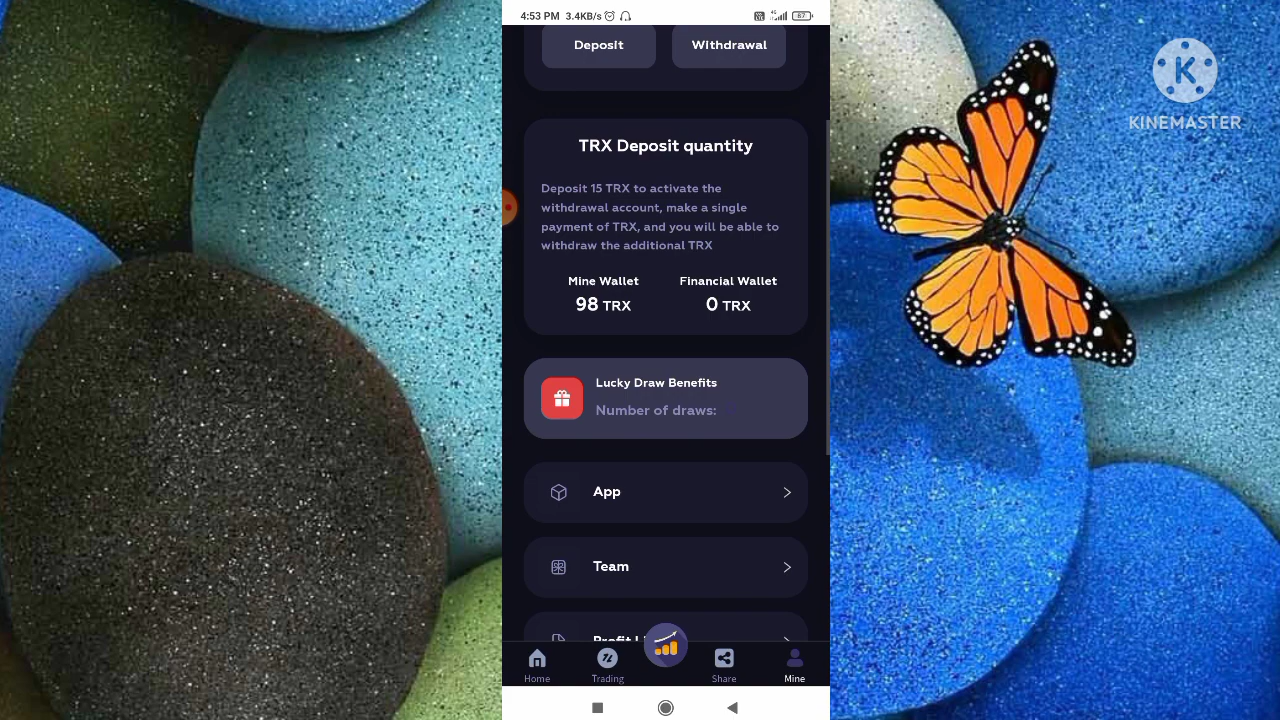 4:53 PM 3.4KB/s
4G
87
Deposit
Withdrawal
K
KINEMASTER
TRX Deposit quantity
Deposit 15 TRX to activate the
withdrawal account, make a single
payment of TRX, and you will be able to
withdraw the additional TRX
Mine Wallet
Financial Wallet
98 TRX
0 TRX
Lucky Draw Benefits
Number of draws:
App
Team
Home
Trading
Share
Mine